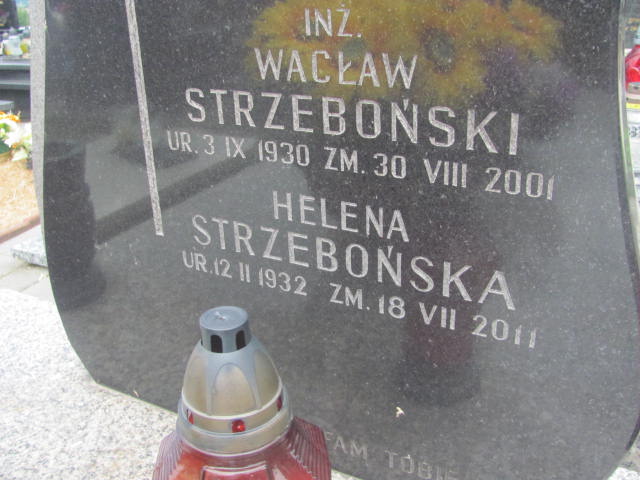 INŻ.
WACŁAW
STRZEBOŃSKI
UR. 3 IX 1930 ZM. 30 VIII 2001
HELENA
STRZEBOŃSKA
UR. 12 II 1932 ZM. 18 VII 2011